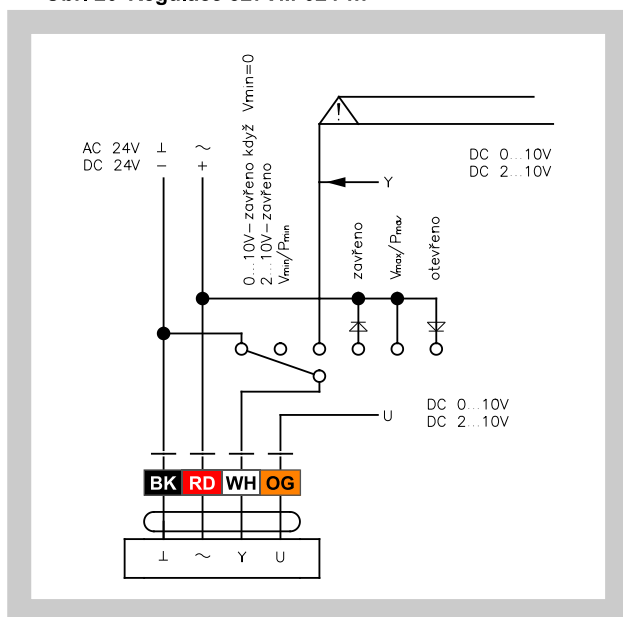 AC 24V ⊥ ~
DC 24V − +
0...10V−zavřeno když Vmin=0
2...10V−zavřeno
Vmin/Pmin
!
DC 0...10V
DC 2...10V
Y
zavřeno
Vmax/Pmax
otevřeno
U
DC 0...10V
DC 2...10V
BK RD WH OG
⊥ ~ Y U